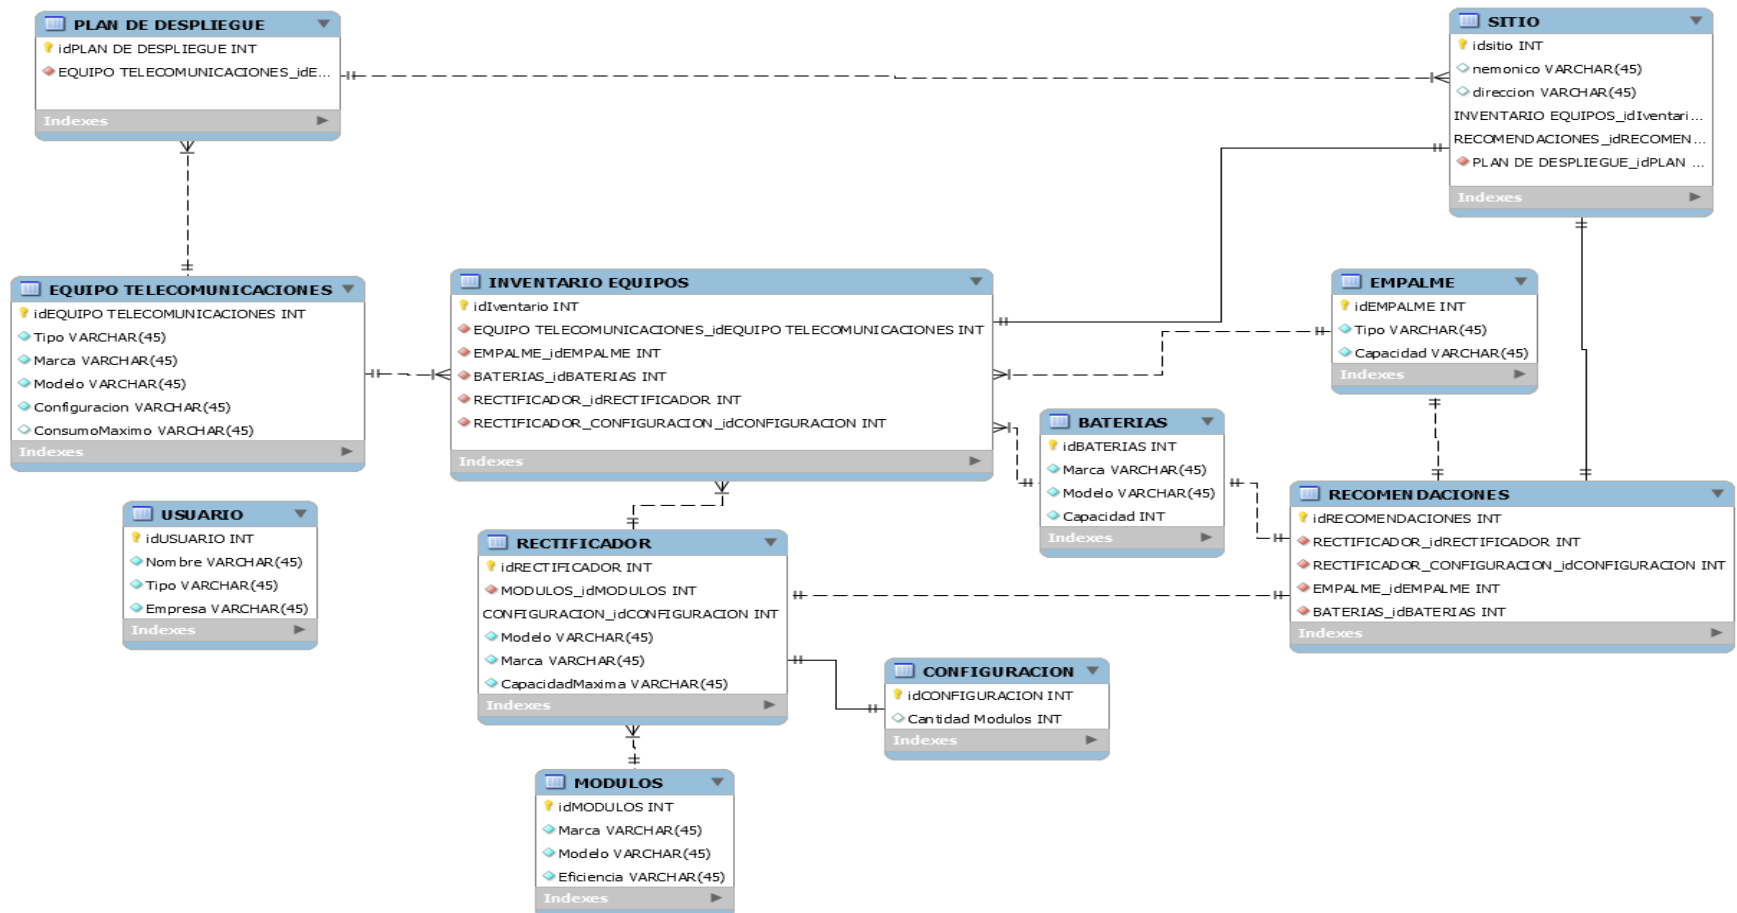 PLAN DE DESPLIEGUE
idPLAN DE DESPLIEGUE INT
EQUIPO TELECOMUNICACIONES_idE...
Indexes
SITIO
idsitio INT
nemonico VARCHAR(45)
direccion VARCHAR(45)
INVENTARIO EQUIPOS_idIventari...
RECOMENDACIONES_idRECOMEN...
PLAN DE DESPLIEGUE_idPLAN ...
Indexes
EQUIPO TELECOMUNICACIONES
idEQUIPO TELECOMUNICACIONES INT
Tipo VARCHAR(45)
Marca VARCHAR(45)
Modelo VARCHAR(45)
Configuracion VARCHAR(45)
ConsumoMaximo VARCHAR(45)
Indexes
INVENTARIO EQUIPOS
idIventario INT
EQUIPO TELECOMUNICACIONES_idEQUIPO TELECOMUNICACIONES INT
EMPALME_idEMPALME INT
BATERIAS_idBATERIAS INT
RECTIFICADOR_idRECTIFICADOR INT
RECTIFICADOR_CONFIGURACION_idCONFIGURACION INT
Indexes
EMPALME
idEMPALME INT
Tipo VARCHAR(45)
Capacidad VARCHAR(45)
Indexes
BATERIAS
idBATERIAS INT
Marca VARCHAR(45)
Modelo VARCHAR(45)
Capacidad INT
Indexes
RECOMENDACIONES
idRECOMENDACIONES INT
RECTIFICADOR_idRECTIFICADOR INT
RECTIFICADOR_CONFIGURACION_idCONFIGURACION INT
EMPALME_idEMPALME INT
BATERIAS_idBATERIAS INT
Indexes
USUARIO
idUSUARIO INT
Nombre VARCHAR(45)
Tipo VARCHAR(45)
Empresa VARCHAR(45)
Indexes
RECTIFICADOR
idRECTIFICADOR INT
MODULOS_idMODULOS INT
CONFIGURACION_idCONFIGURACION INT
Modelo VARCHAR(45)
Marca VARCHAR(45)
CapacidadMaxima VARCHAR(45)
Indexes
CONFIGURACION
idCONFIGURACION INT
Cantidad Modulos INT
Indexes
MODULOS
idMODULOS INT
Marca VARCHAR(45)
Modelo VARCHAR(45)
Eficiencia VARCHAR(45)
Indexes